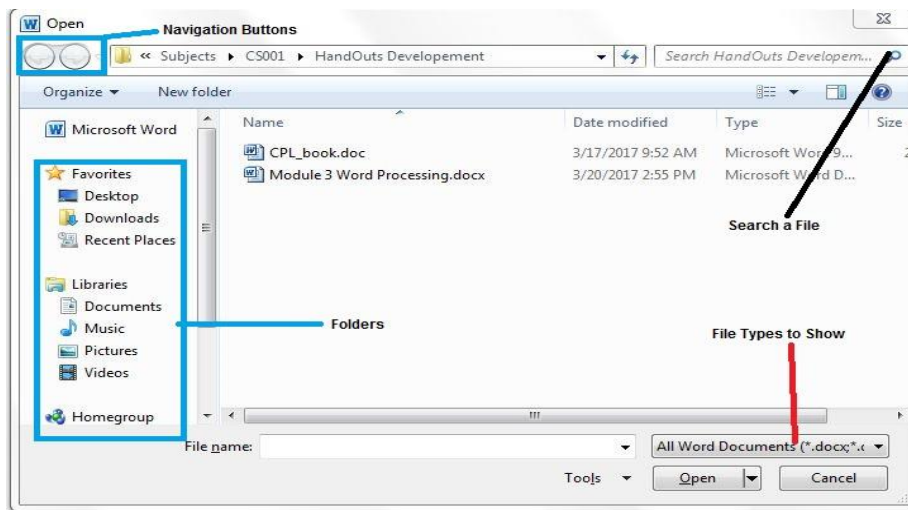 Open
Navigation Buttons
« Subjects ▸ CS001 ▸ HandOuts Developement
Search HandOuts Developem...
Organize
New folder
Microsoft Word
Name
Date modified
Type
Size
CPL_book.doc
3/17/2017 9:52 AM
Microsoft Word 9...
2
Module 3 Word Processing.docx
3/20/2017 2:55 PM
Microsoft Word D...
Favorites
Desktop
Downloads
Recent Places
Search a File
Libraries
Documents
Music
Pictures
Videos
Homegroup
Folders
File Types to Show
File name:
All Word Documents (*.docx;*.c
Tools
Open
Cancel